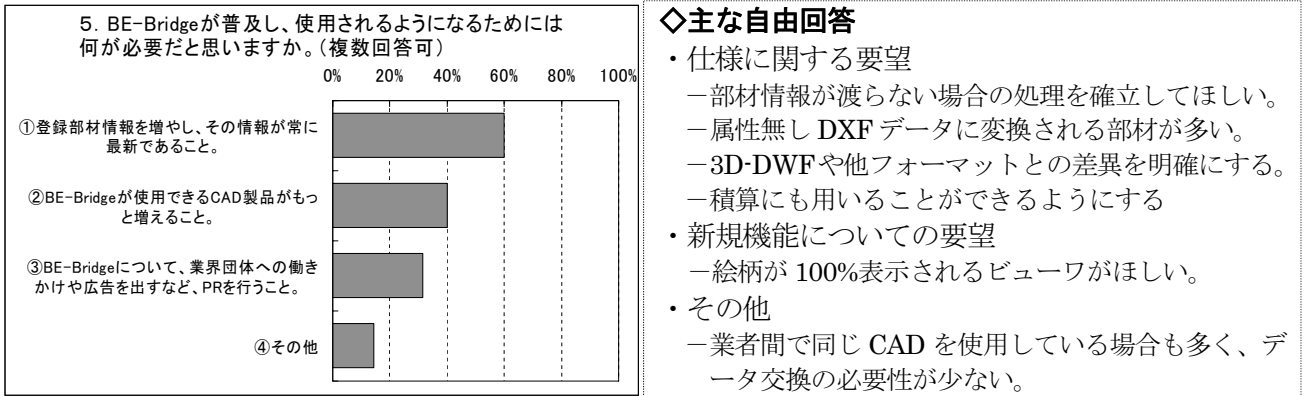 5．BE-Bridgeが普及し、使用されるようになるためには
何が必要だと思いますか。（複数回答可）
0% 20% 40% 60% 80% 100%
①登録部材情報を増やし、その情報が常に
最新であること。
②BE-Bridgeが使用できるCAD製品がもっ
と増えること。
③BE-Bridgeについて、業界団体への働き
かけや広告を出すなど、PRを行うこと。
④その他
◇主な自由回答
・仕様に関する要望
－部材情報が渡らない場合の処理を確立してほしい。
－属性無し DXF データに変換される部材が多い。
－3D-DWFや他フォーマットとの差異を明確にする。
－積算にも用いることができるようにする
・新規機能についての要望
－絵柄が 100%表示されるビューワがほしい。
・その他
－業者間で同じ CAD を使用している場合も多く、デ
ータ交換の必要性が少ない。